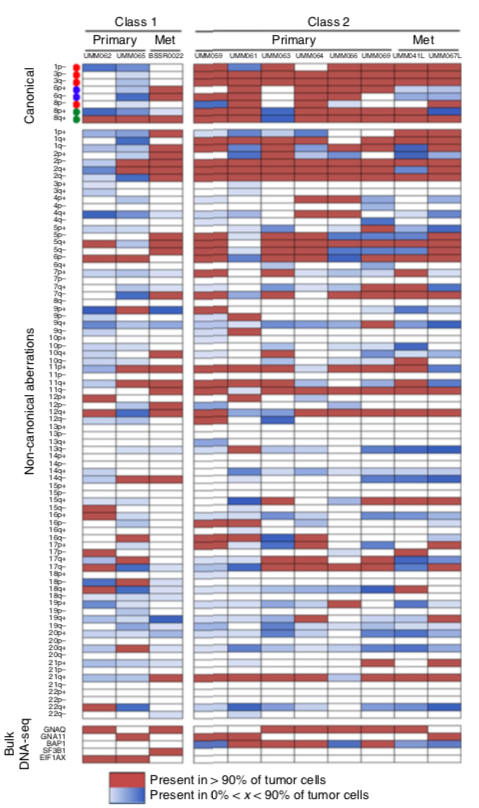 Class 1 Class 2
Primary Met Primary Met
UMM062 UMM065 BSSR0022 UMM059 UMM061 UMM063 UMM064 UMM066 UMM069 UMM041L UMM067L
Canonical
1p−
3p−
3q−
6p+
6q−
8p−
8p+
8q+
Non-canonical aberrations
1p+
1q+
1q−
2p+
2p−
2q+
2q−
3p+
3q+
4p+
4p−
4q+
4q−
5p+
5p−
5q+
5q−
6p−
6q+
7p+
7p−
7q+
7q−
8q−
9p+
9p−
9q+
9q−
10p+
10p−
10q+
10q−
11p+
11p−
11q+
11q−
12p+
12p−
12q+
12q−
13p+
13p−
13q+
13q−
14p+
14p−
14q+
14q−
15p+
15p−
15q+
15q−
16p+
16p−
16q+
16q−
17p+
17p−
17q+
17q−
18p+
18p−
18q+
18q−
19p+
19p−
19q+
19q−
20p+
20p−
20q+
20q−
21p+
21p−
21q+
21q−
22p+
22p−
22q+
22q−
Bulk
DNA-seq
GNAQ
GNA11
BAP1
SF3B1
EIF1AX
Present in > 90% of tumor cells
Present in 0% < x < 90% of tumor cells